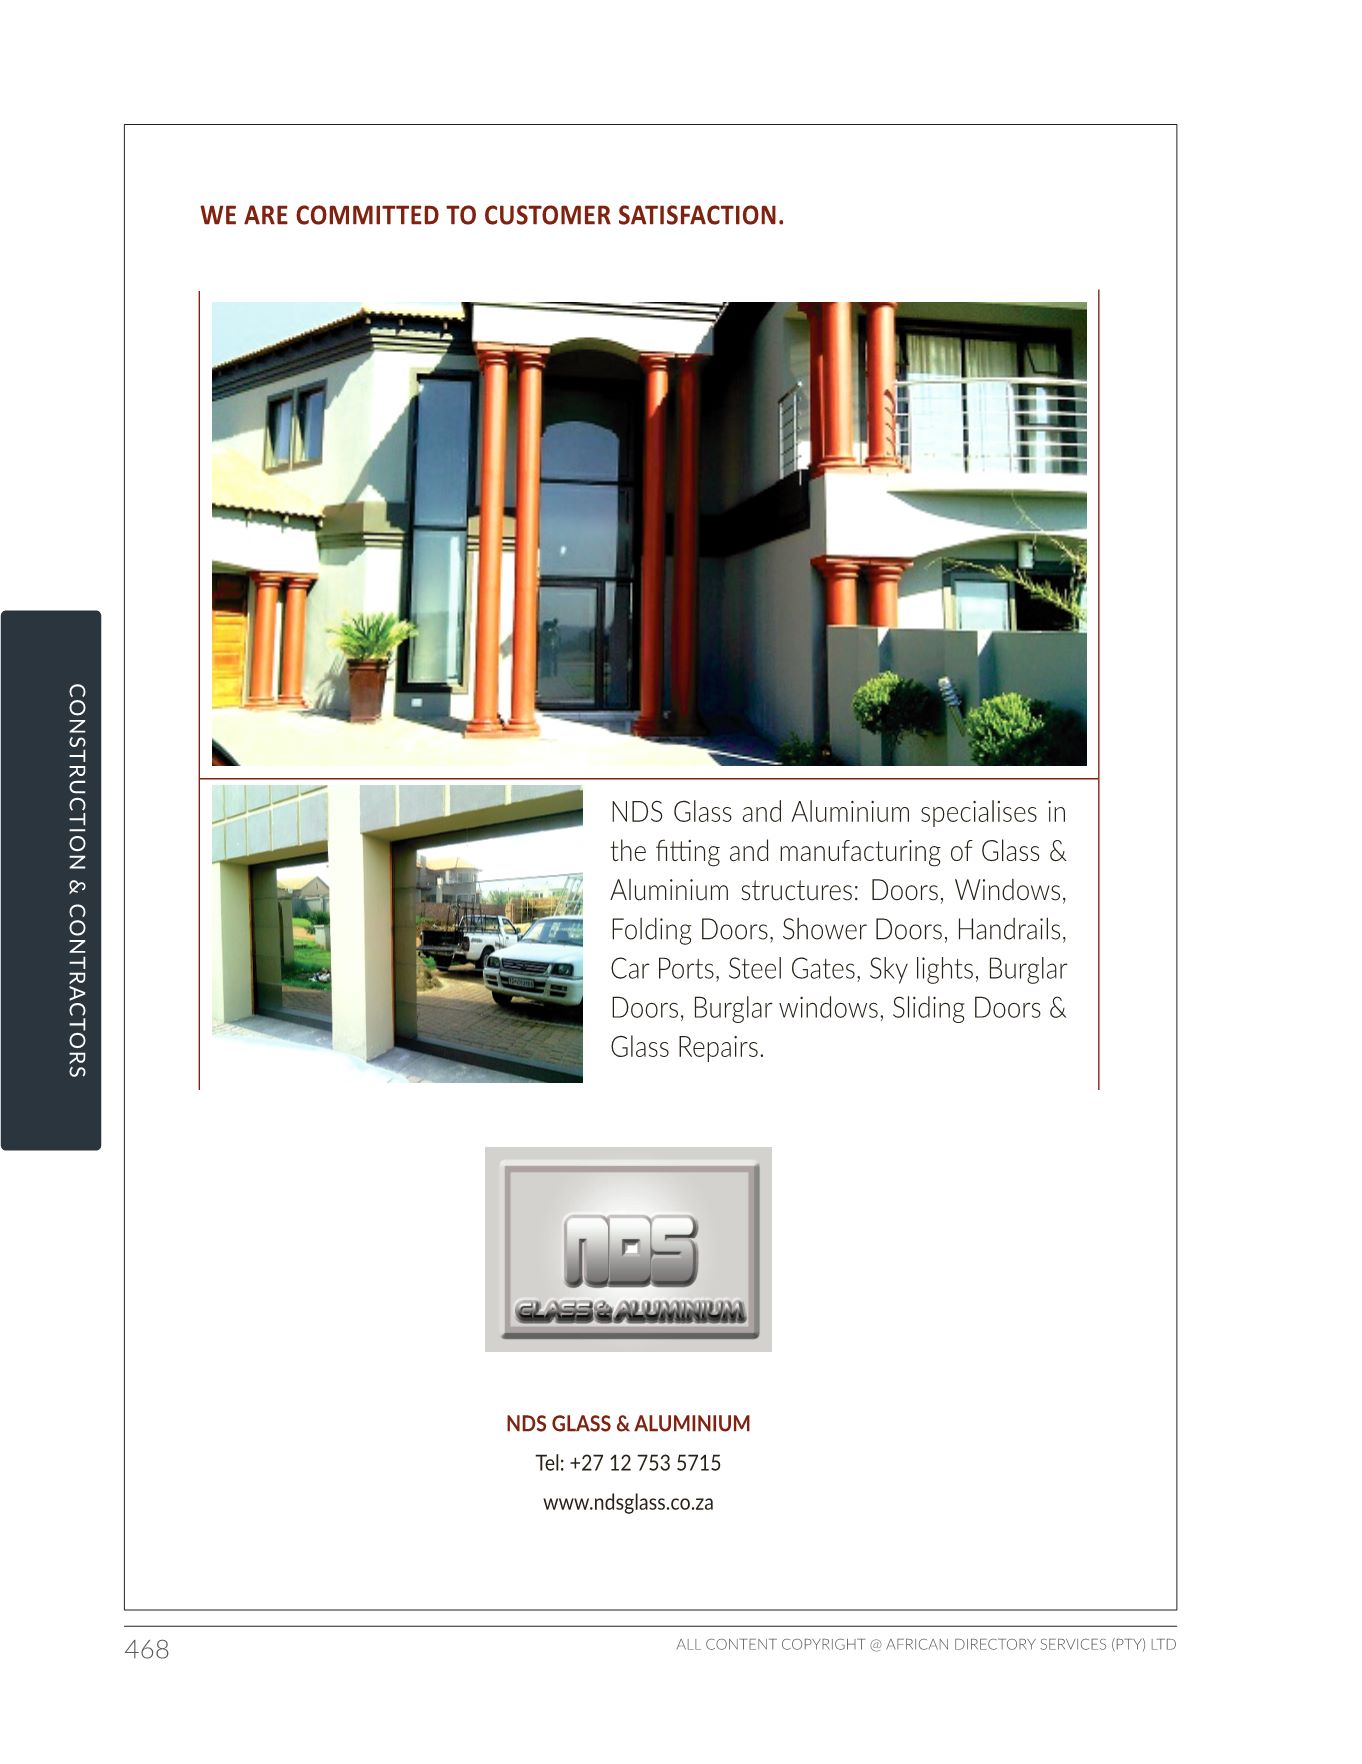 WE ARE COMMITTED TO CUSTOMER SATISFACTION.
NDS Glass and Aluminium specialises in
the fitting and manufacturing of Glass &
Aluminium structures: Doors, Windows,
Folding Doors, Shower Doors, Handrails,
Car Ports, Steel Gates, Sky lights, Burglar
Doors, Burglar windows, Sliding Doors &
Glass Repairs.
CONSTRUCTION & CONTRACTORS
NDS
GLASS & ALUMINIUM
NDS GLASS & ALUMINIUM
Tel: +27 12 753 5715
www.ndsglass.co.za
468
ALL CONTENT COPYRIGHT @ AFRICAN DIRECTORY SERVICES (PTY) LTD